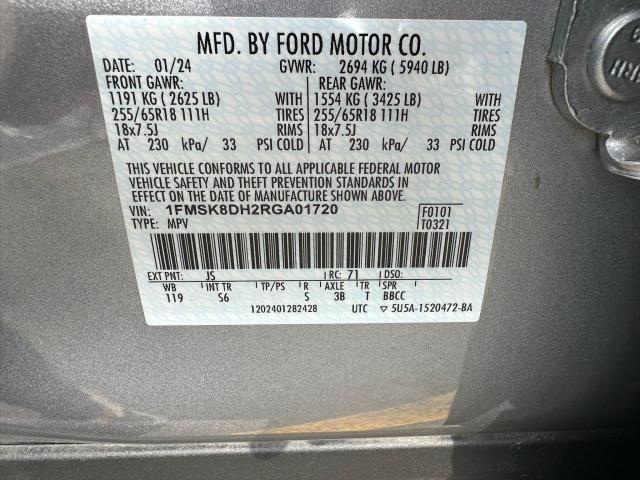 MFD. BY FORD MOTOR CO.
DATE: 01/24 GVWR: 2694 KG ( 5940 LB)
FRONT GAWR: REAR GAWR:
1191 KG ( 2625 LB) WITH 1554 KG ( 3425 LB) WITH
255/65R18 111H TIRES 255/65R18 111H TIRES
18x7.5J RIMS 18x7.5J RIMS
AT 230 kPa/ 33 PSI COLD AT 230 kPa/ 33 PSI COLD
THIS VEHICLE CONFORMS TO ALL APPLICABLE FEDERAL MOTOR
VEHICLE SAFETY AND THEFT PREVENTION STANDARDS IN
EFFECT ON THE DATE OF MANUFACTURE SHOWN ABOVE.
VIN: 1FMSK8DH2RGA01720 F0101
TYPE: MPV T0321
EXT PNT: JS RC: 71 DSO:
WB INT TR TP/PS R AXLE TR SPR
119 S6 S 3B T BBCC
1202401282428 UTC ▽ 5U5A-1520472-BA